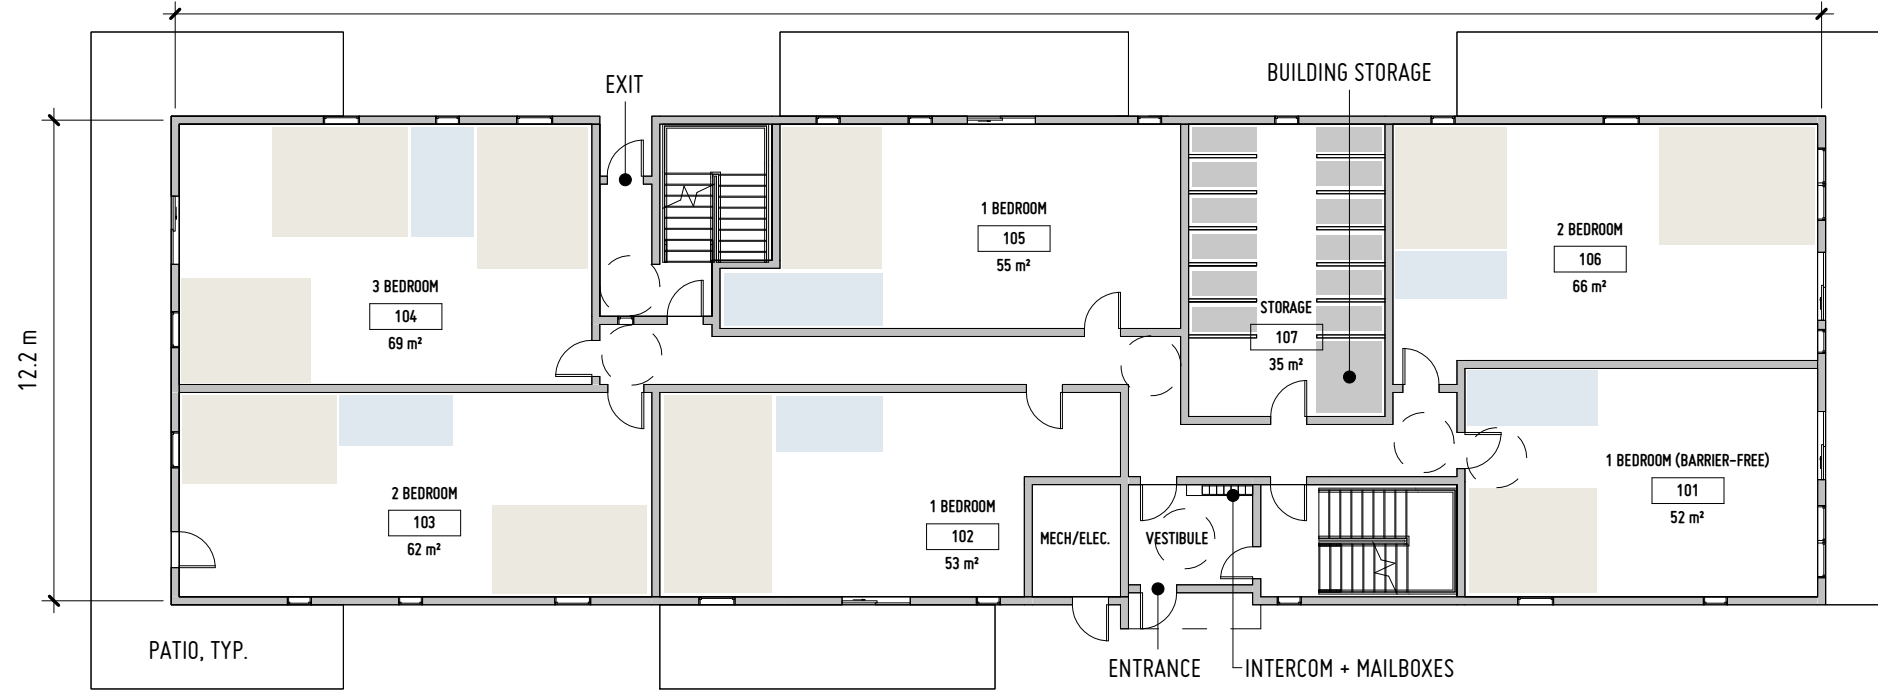 EXIT
BUILDING STORAGE
3 BEDROOM
104
69 m²
1 BEDROOM
105
55 m²
STORAGE
107
35 m²
2 BEDROOM
106
66 m²
12.2 m
2 BEDROOM
103
62 m²
1 BEDROOM
102
53 m²
MECH/ELEC.
VESTIBULE
1 BEDROOM (BARRIER-FREE)
101
52 m²
PATIO, TYP.
ENTRANCE
INTERCOM + MAILBOXES